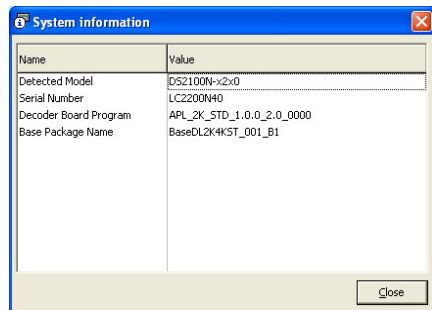 System information
Name Value
Detected Model DS2100N-x2x0
Serial Number LC2200N40
Decoder Board Program APL_2K_STD_1.0.0_2.0_0000
Base Package Name BaseDL2K4KST_001_B1
Close